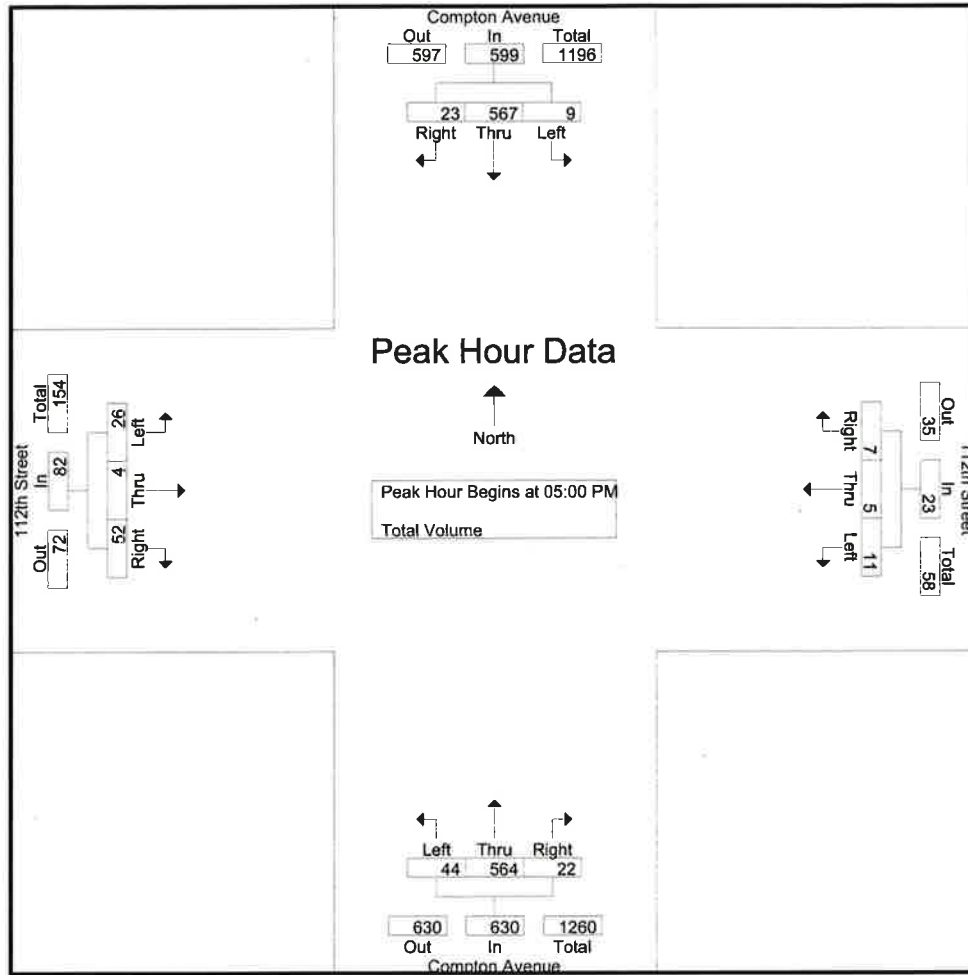 Compton Avenue
Out In Total
597 599 1196
23 567 9
Right Thru Left
Peak Hour Data
North
Peak Hour Begins at 05:00 PM
Total Volume
112th Street
Out In Total
72 82 154
26 4 52
Left Thru Right
112th Street
Out In Total
35 23 58
Right Thru Left
7 5 11
Left Thru Right
44 564 22
630 630 1260
Out In Total
Compton Avenue